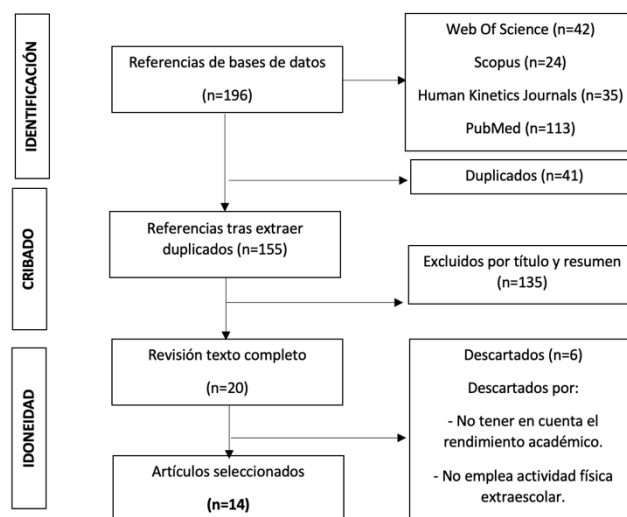 IDENTIFICACIÓN
Referencias de bases de datos
(n=196)
Web Of Science (n=42)
Scopus (n=24)
Human Kinetics Journals (n=35)
PubMed (n=113)
Duplicados (n=41)
CRIBADO
Referencias tras extraer
duplicados (n=155)
Excluidos por título y resumen
(n=135)
IDONEIDAD
Revisión texto completo
(n=20)
Descartados (n=6)
Descartados por:
- No tener en cuenta el
rendimiento académico.
- No emplea actividad física
extraescolar.
Artículos seleccionados
(n=14)